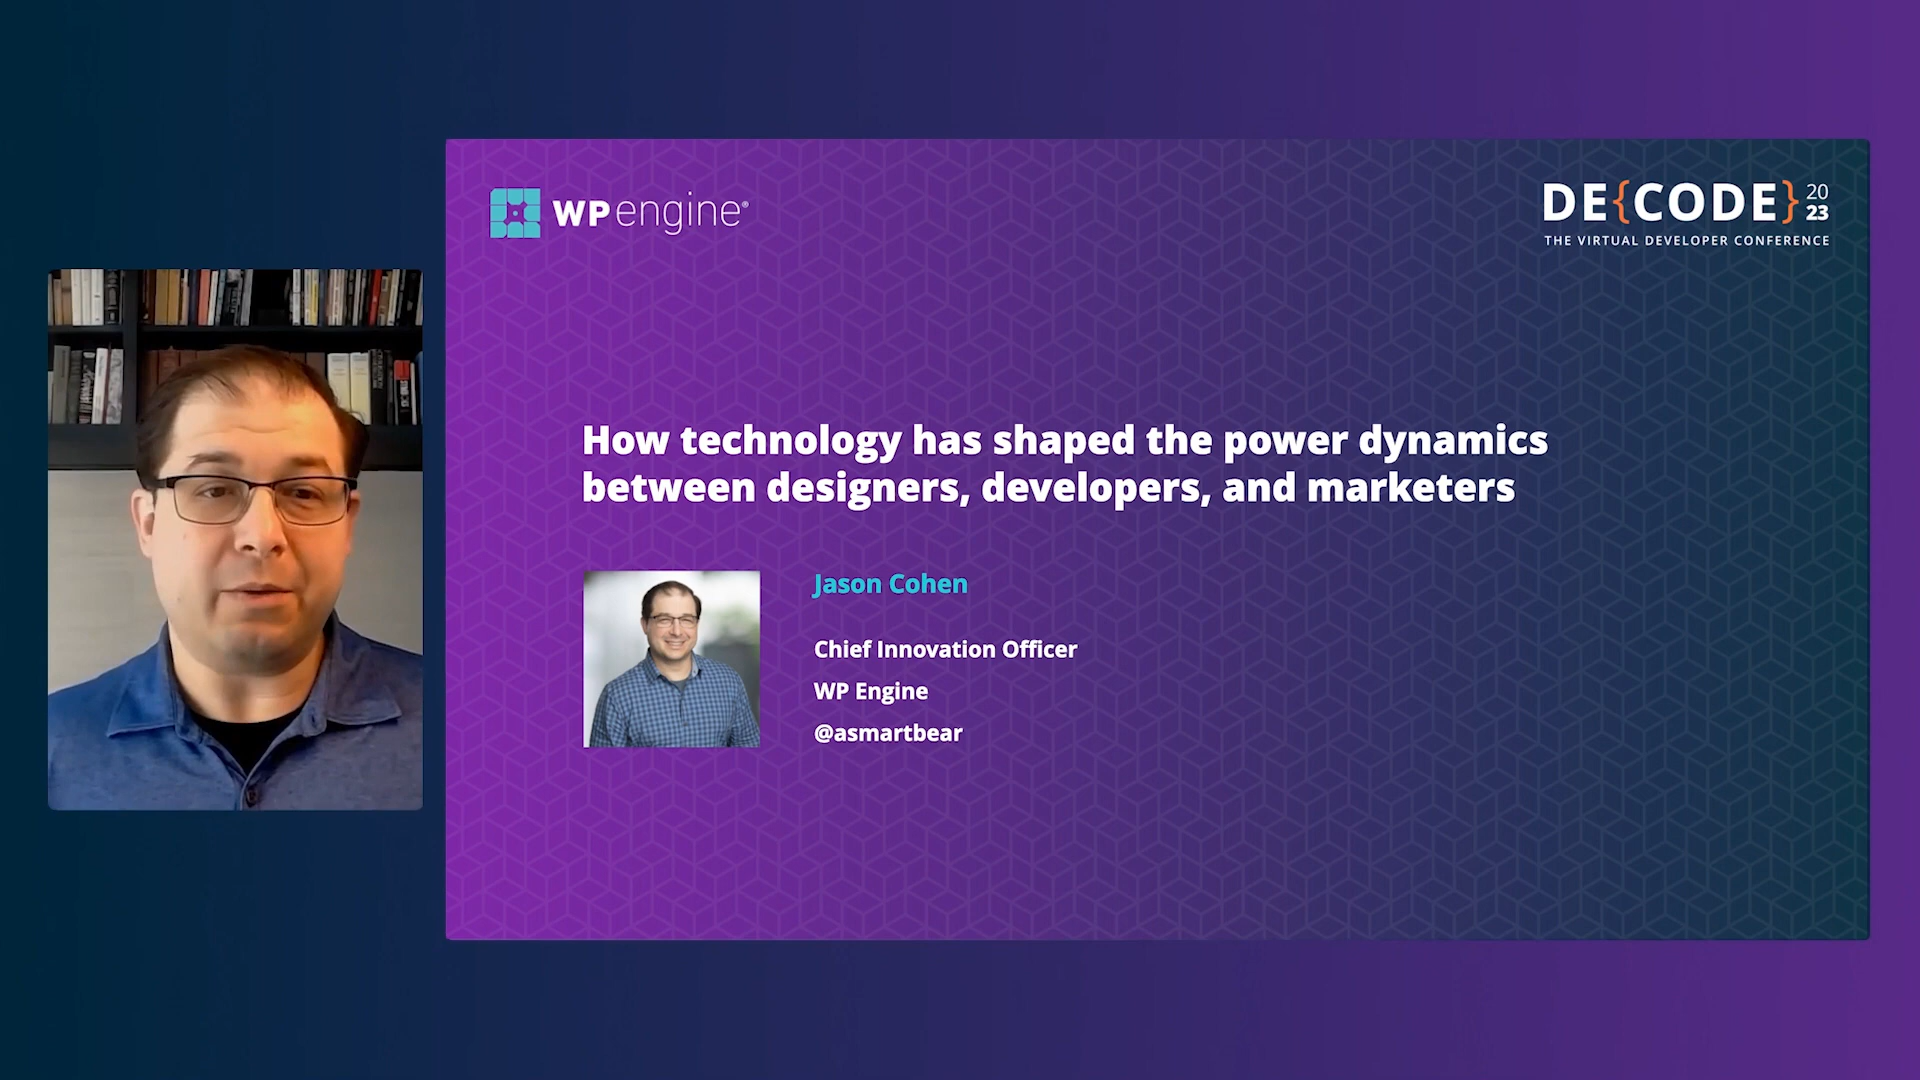 WP engine®
DE{CODE} 20 23
THE VIRTUAL DEVELOPER CONFERENCE
How technology has shaped the power dynamics
between designers, developers, and marketers
Jason Cohen
Chief Innovation Officer
WP Engine
@asmartbear